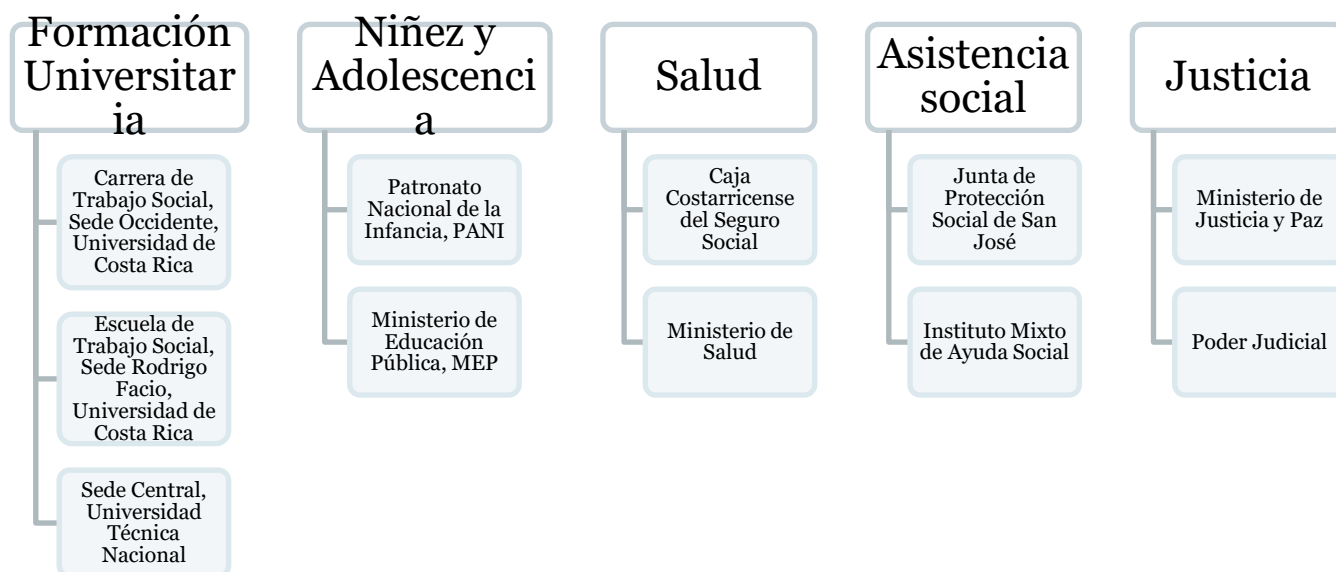 Formación
Universitar
ia
Carrera de
Trabajo Social,
Sede Occidente,
Universidad de
Costa Rica
Escuela de
Trabajo Social,
Sede Rodrigo
Facio,
Universidad de
Costa Rica
Sede Central,
Universidad
Técnica
Nacional
Niñez y
Adolescenci
a
Patronato
Nacional de la
Infancia, PANI
Ministerio de
Educación
Pública, MEP
Salud
Caja
Costarricense
del Seguro
Social
Ministerio de
Salud
Asistencia
social
Junta de
Protección
Social de San
José
Instituto Mixto
de Ayuda Social
Justicia
Ministerio de
Justicia y Paz
Poder Judicial